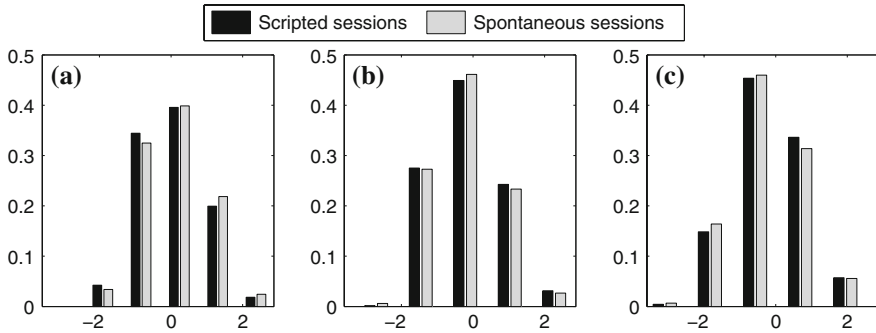 Scripted sessions Spontaneous sessions
(a) (b) (c)
0.5 0.5 0.5
0.4 0.4 0.4
0.3 0.3 0.3
0.2 0.2 0.2
0.1 0.1 0.1
0 0 0
−2 0 2 −2 0 2 −2 0 2